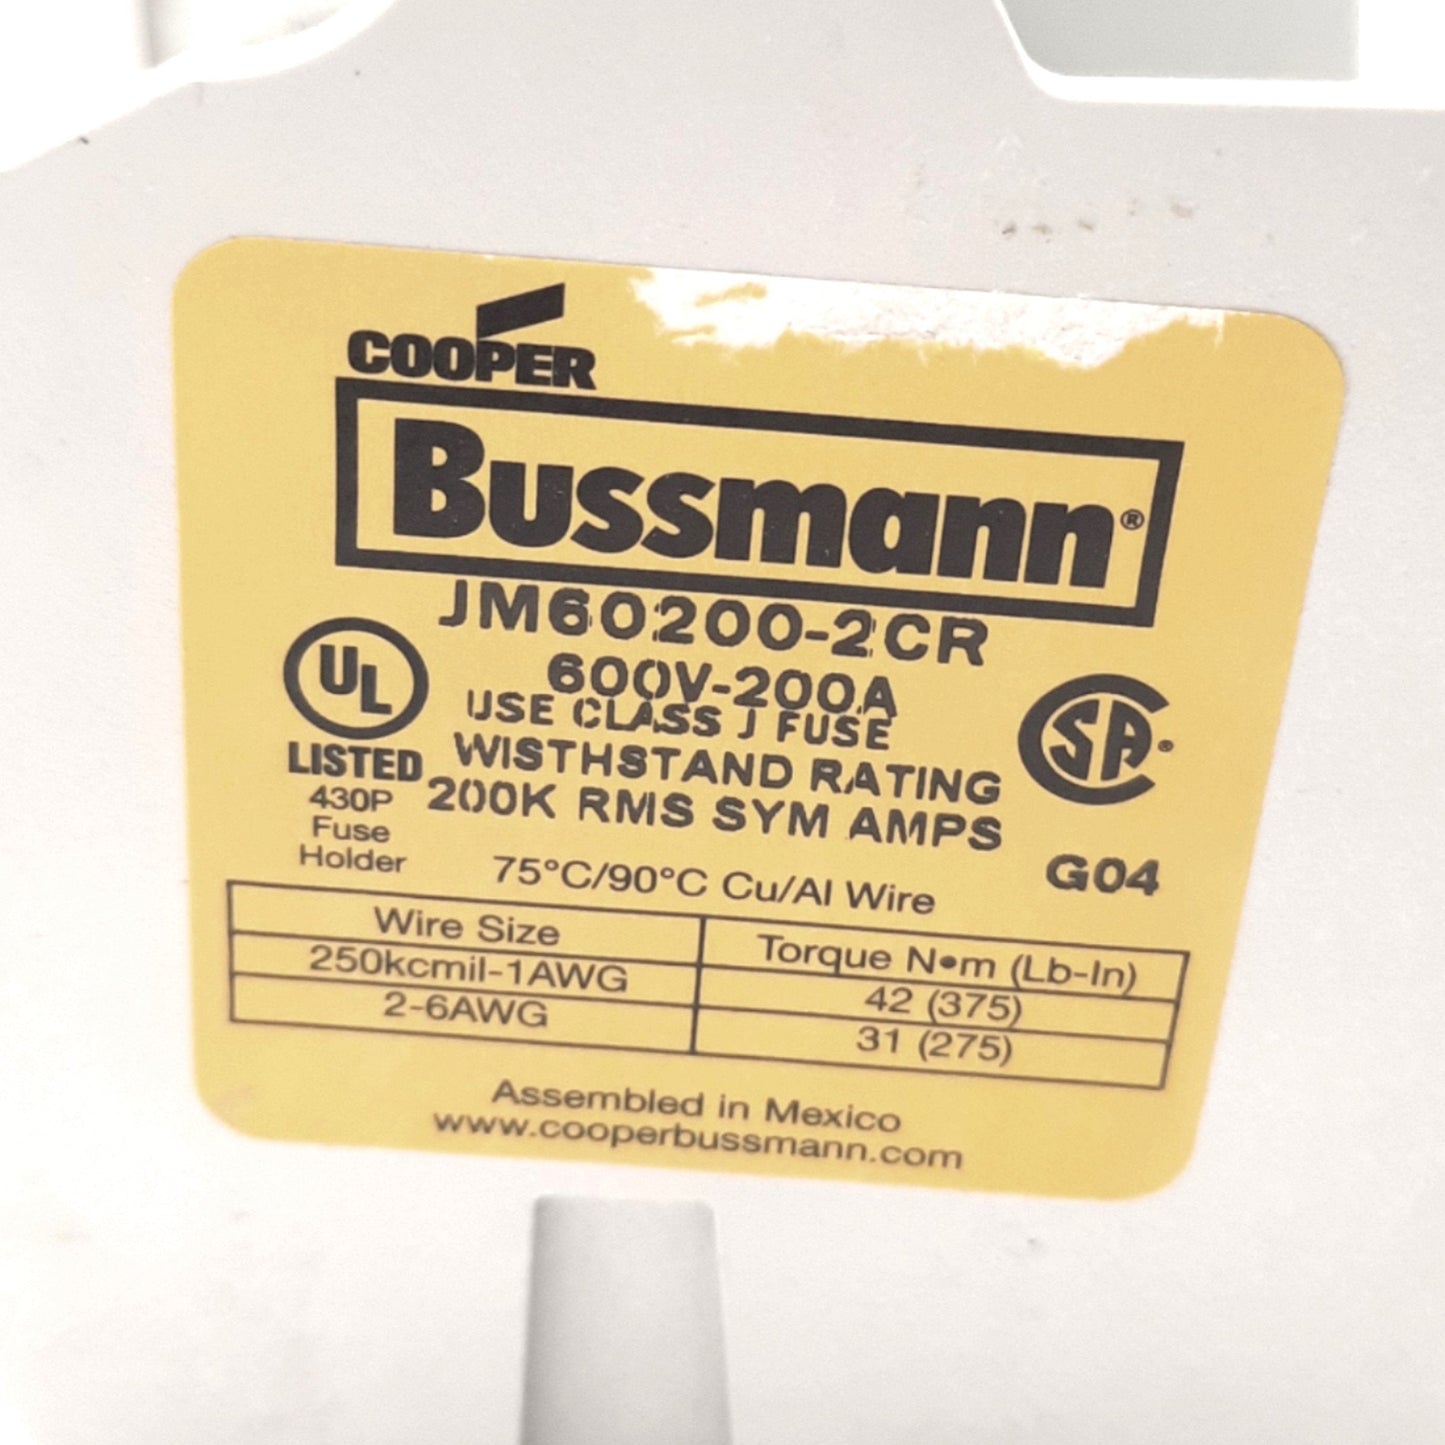 COOPER
Bussmann®
JM60200-2CR
600V-200A
USE CLASS J FUSE
WISTHSTAND RATING
200K RMS SYM AMPS
UL
LISTED
430P
Fuse
Holder
SA®
G04
75°C/90°C Cu/Al Wire
Wire Size Torque N•m (Lb-In)
250kcmil-1AWG 42 (375)
2-6AWG 31 (275)
Assembled in Mexico
www.cooperbussmann.com